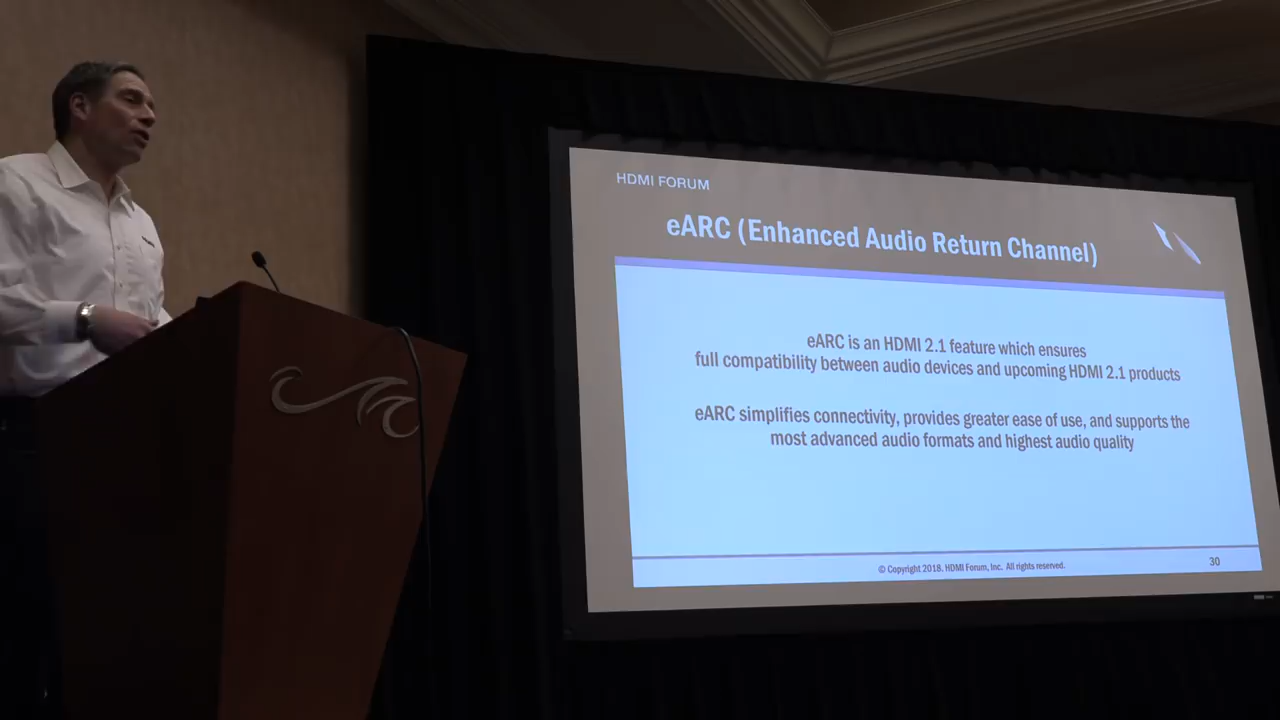 HDMI FORUM
eARC (Enhanced Audio Return Channel)
eARC is an HDMI 2.1 feature which ensures
full compatibility between audio devices and upcoming HDMI 2.1 products
eARC simplifies connectivity, provides greater ease of use, and supports the
most advanced audio formats and highest audio quality
© Copyright 2018. HDMI Forum, Inc. All rights reserved.
30